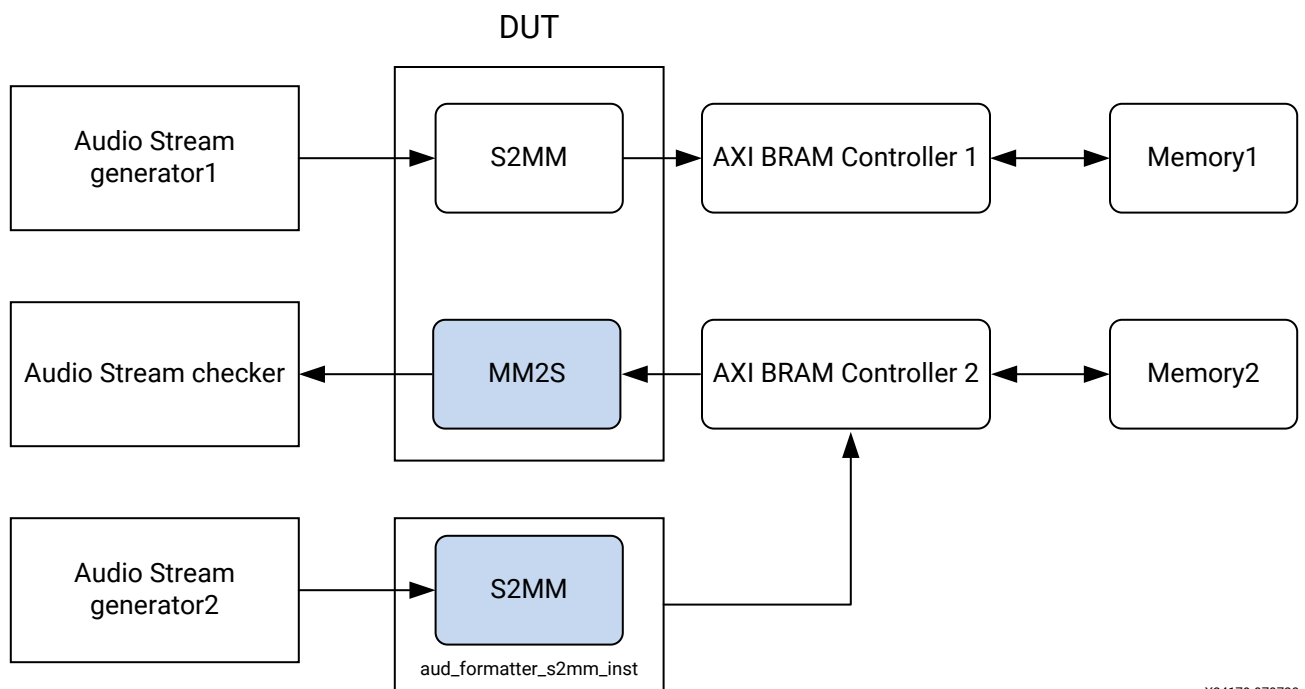 DUT
Audio Stream
generator1
S2MM
AXI BRAM Controller 1
Memory1
Audio Stream checker
MM2S
AXI BRAM Controller 2
Memory2
Audio Stream
generator2
S2MM
aud_formatter_s2mm_inst